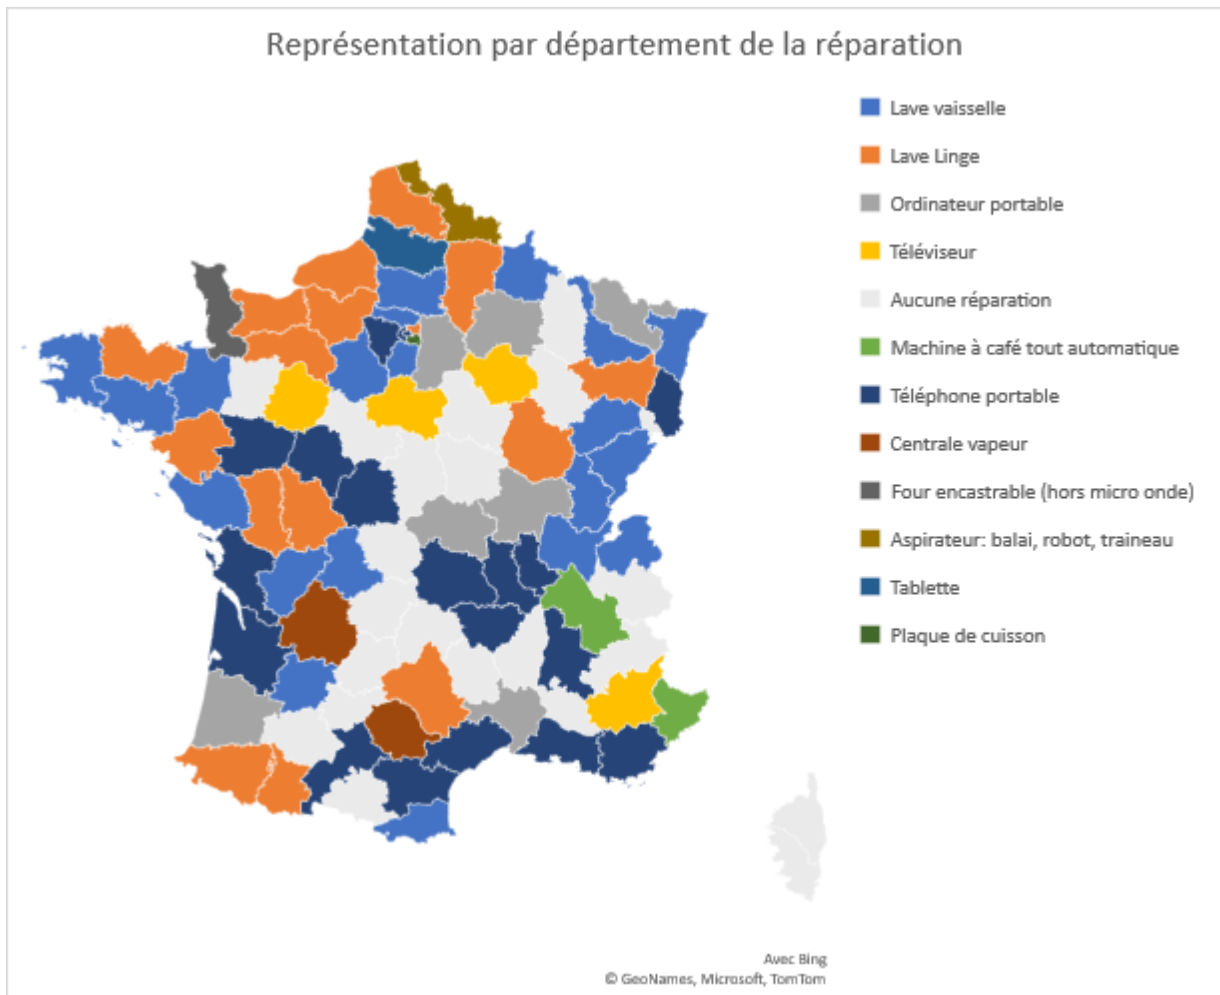 Représentation par département de la réparation
Lave vaisselle
Lave Linge
Ordinateur portable
Téléviseur
Aucune réparation
Machine à café tout automatique
Téléphone portable
Centrale vapeur
Four encastrable (hors micro onde)
Aspirateur: balai, robot, traineau
Tablette
Plaque de cuisson
Avec Bing
© GeoNames, Microsoft, TomTom